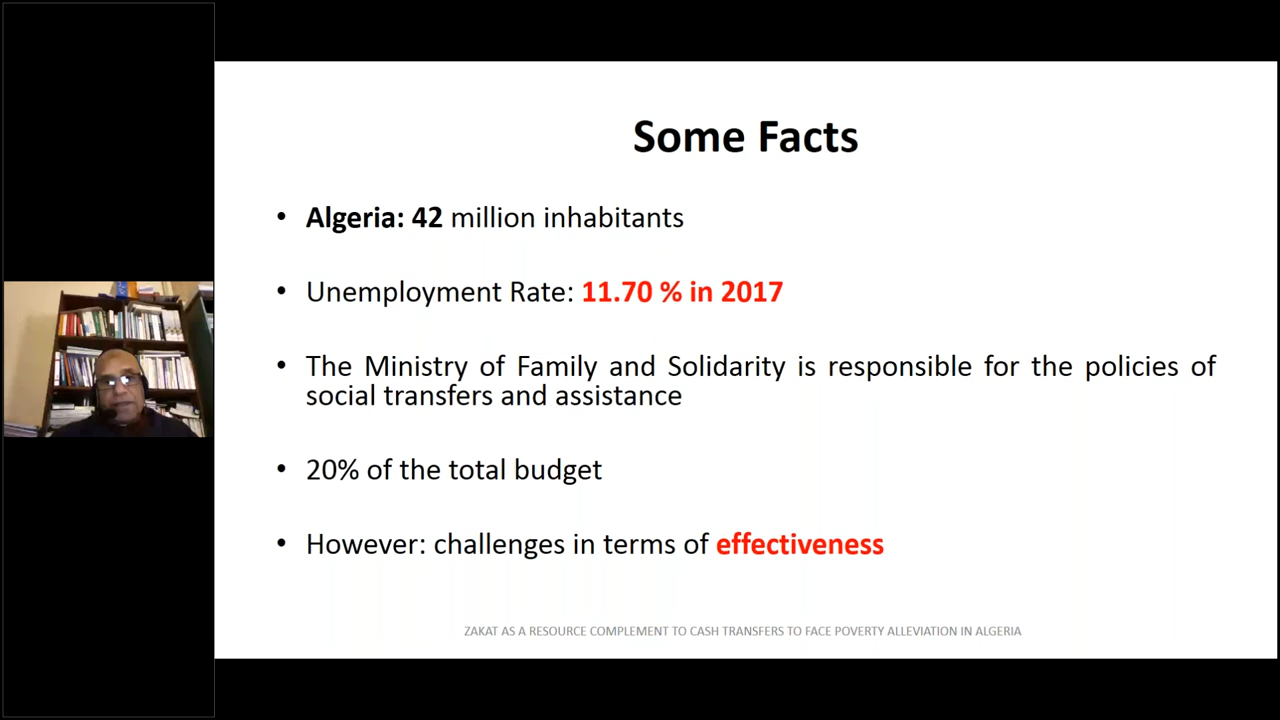 Some Facts
• Algeria: 42 million inhabitants
• Unemployment Rate: 11.70 % in 2017
• The Ministry of Family and Solidarity is responsible for the policies of
social transfers and assistance
• 20% of the total budget
• However: challenges in terms of effectiveness
ZAKAT AS A RESOURCE COMPLEMENT TO CASH TRANSFERS TO FACE POVERTY ALLEVIATION IN ALGERIA